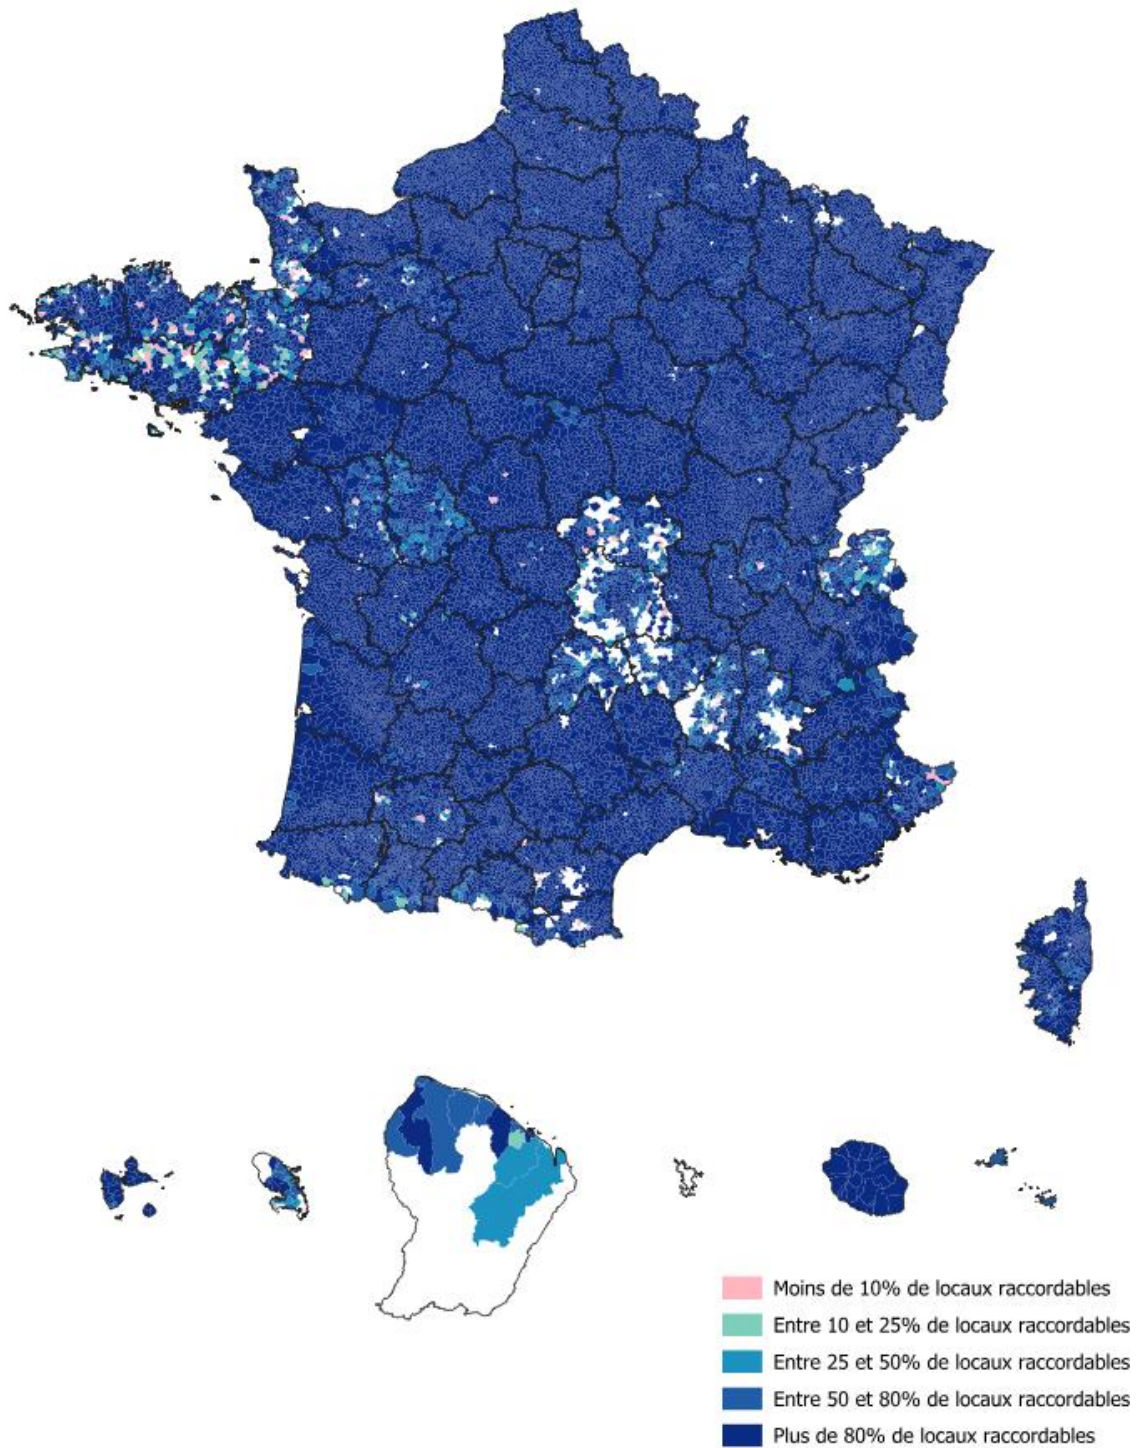 Moins de 10% de locaux raccordables
Entre 10 et 25% de locaux raccordables
Entre 25 et 50% de locaux raccordables
Entre 50 et 80% de locaux raccordables
Plus de 80% de locaux raccordables